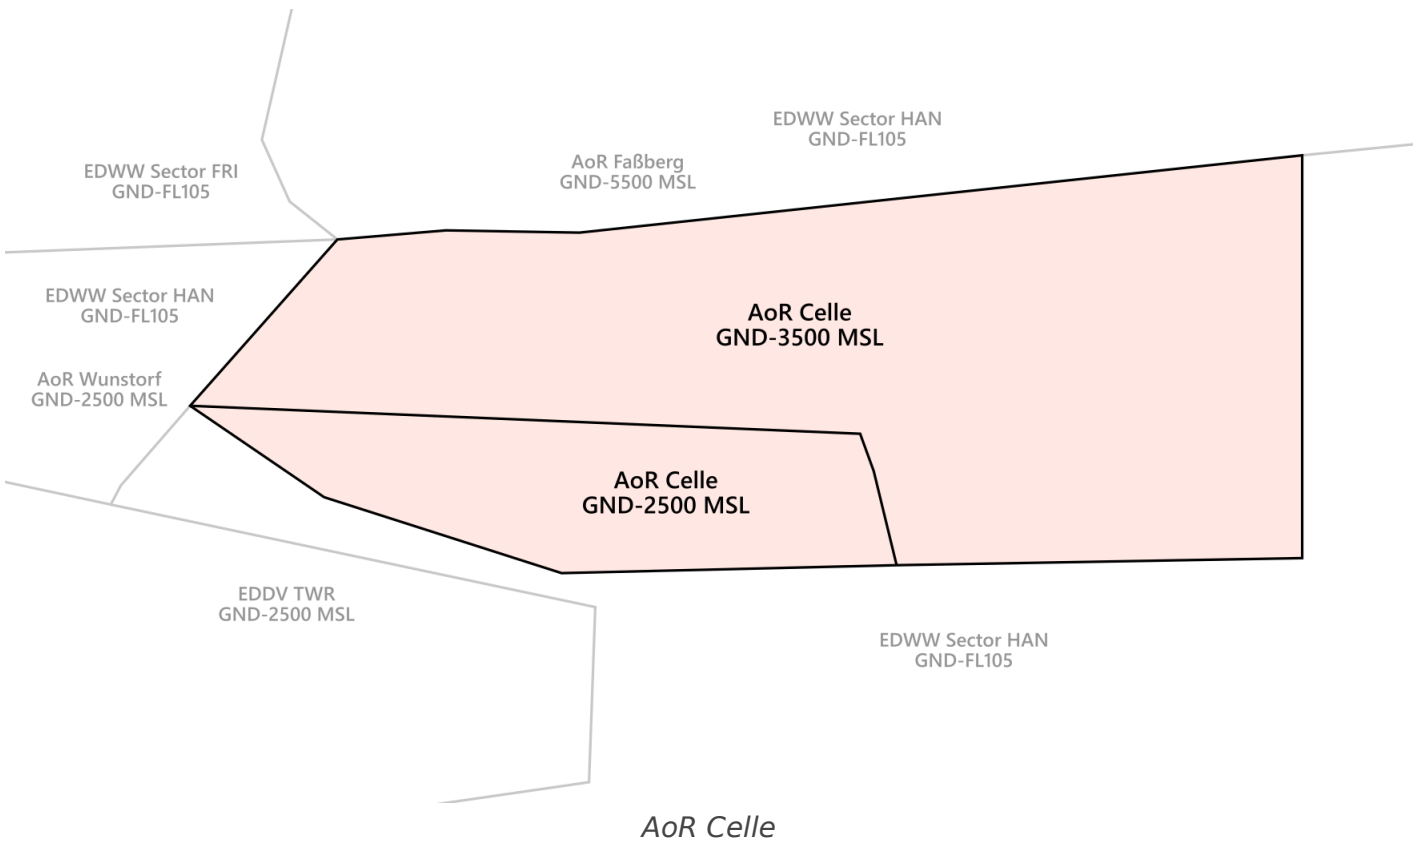 EDWW Sector HAN
GND-FL105
AoR Faßberg
GND-5500 MSL
EDWW Sector FRI
GND-FL105
EDWW Sector HAN
GND-FL105
AoR Celle
GND-3500 MSL
AoR Wunstorf
GND-2500 MSL
AoR Celle
GND-2500 MSL
EDDV TWR
GND-2500 MSL
EDWW Sector HAN
GND-FL105
AoR Celle